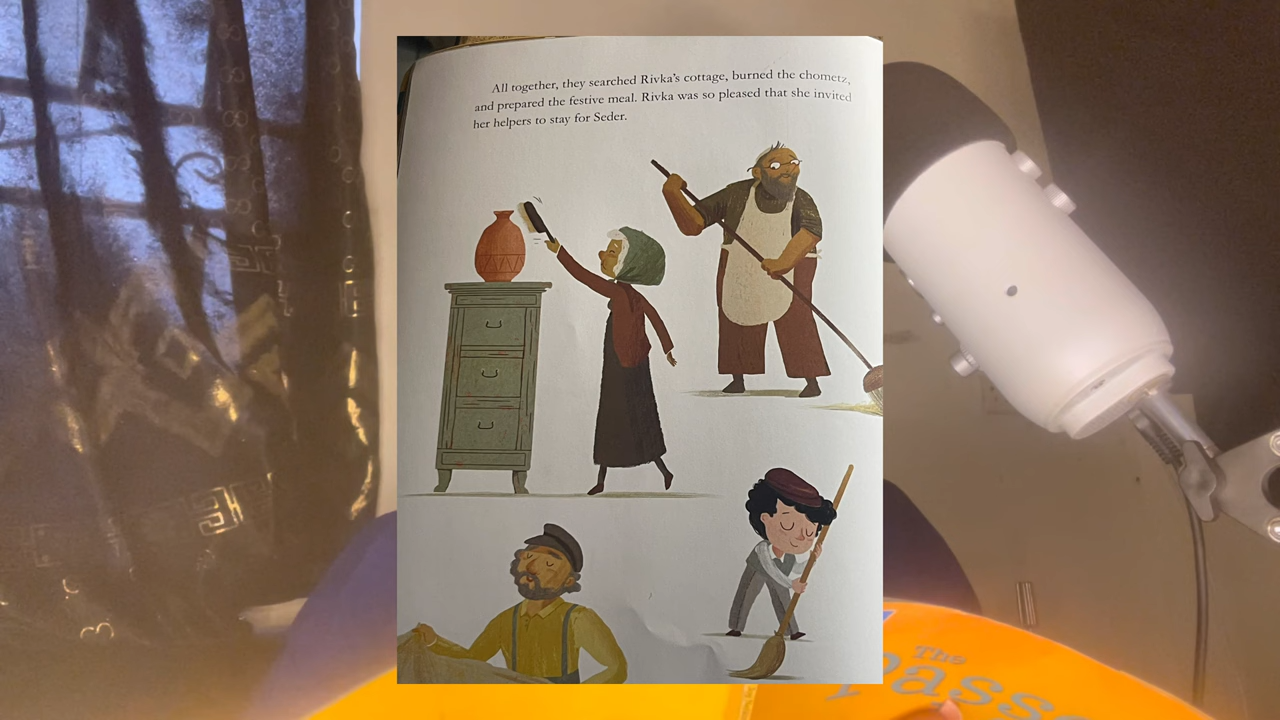 All together, they searched Rivka's cottage, burned the chometz,
and prepared the festive meal. Rivka was so pleased that she invited
her helpers to stay for Seder.
The